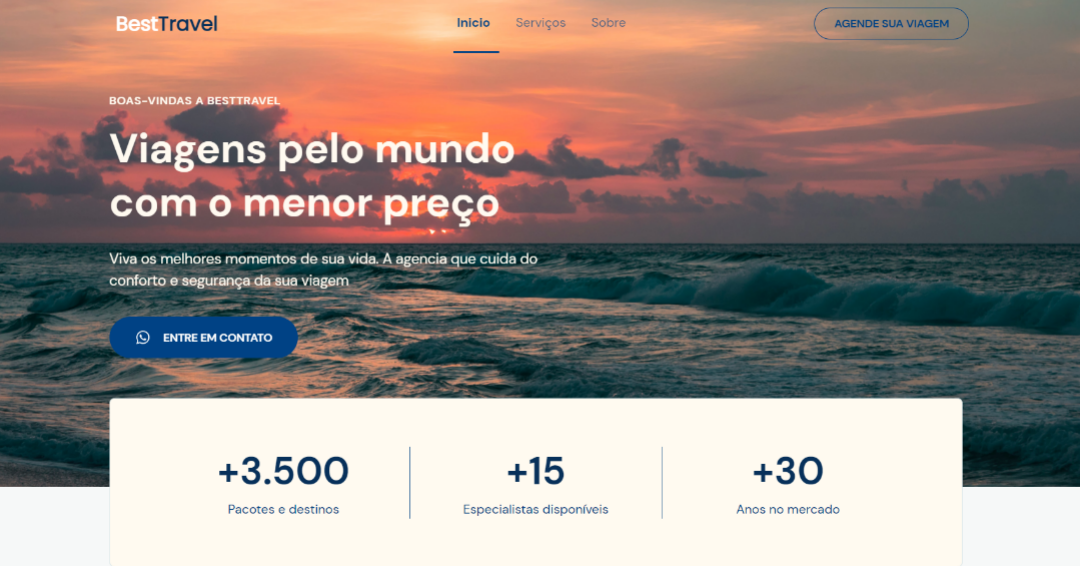 BestTravel
Início
Serviços
Sobre
AGENDE SUA VIAGEM
BOAS-VINDAS A BESTTRAVEL
Viagens pelo mundo
com o menor preço
Viva os melhores momentos de sua vida. A agencia que cuida do
conforto e segurança da sua viagem
ENTRE EM CONTATO
+3.500
Pacotes e destinos
+15
Especialistas disponíveis
+30
Anos no mercado